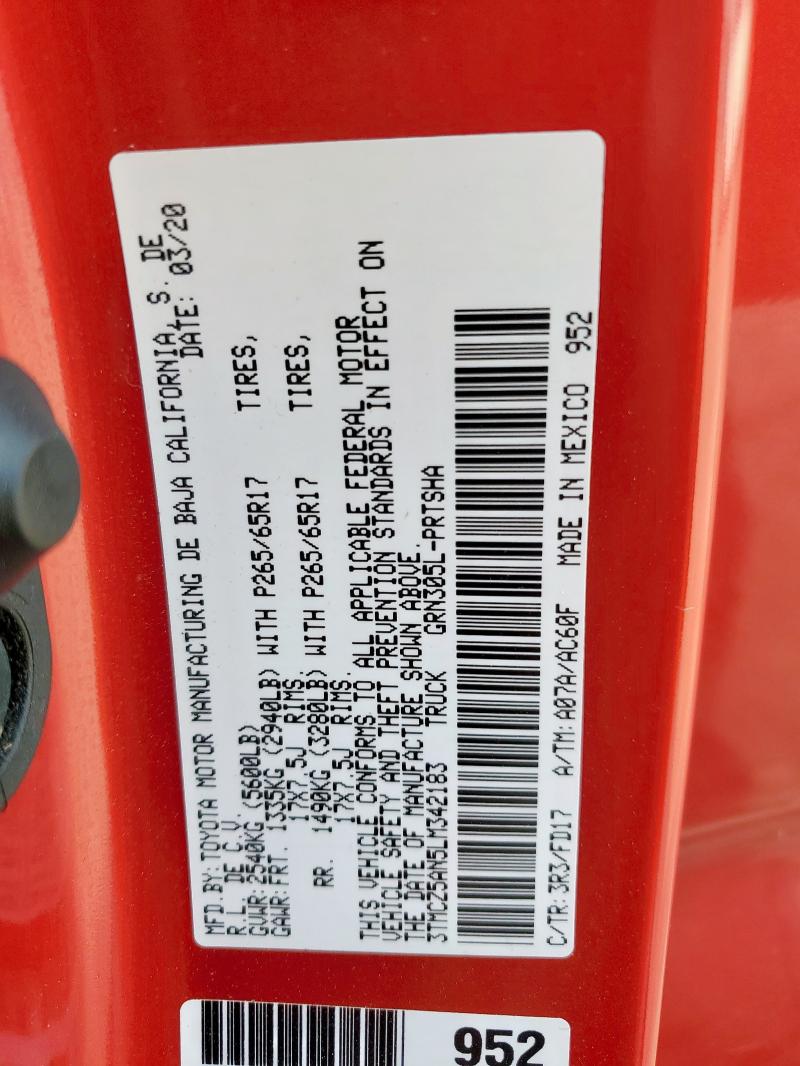 MFD BY: TOYOTA MOTOR MANUFACTURING DE BAJA CALIFORNIA, S. DE
R.L. DE C.V. DATE: 03/20
GVWR: 2540KG (5600LB)
GAWR: FRT. 1335KG (2940LB) WITH P265/65R17 TIRES,
17X7.5J RIMS.
RR. 1490KG (3280LB) WITH P265/65R17 TIRES,
17X7.5J RIMS.
THIS VEHICLE CONFORMS TO ALL APPLICABLE FEDERAL MOTOR
VEHICLE SAFETY AND THEFT PREVENTION STANDARDS IN EFFECT ON
THE DATE OF MANUFACTURE SHOWN ABOVE.
3TMCZ5AN5LM342183 TRUCK GRN305L-PRTSHA
C/TR: 3R3/FD17 A/TM: A07A/AC60F MADE IN MEXICO 952
952